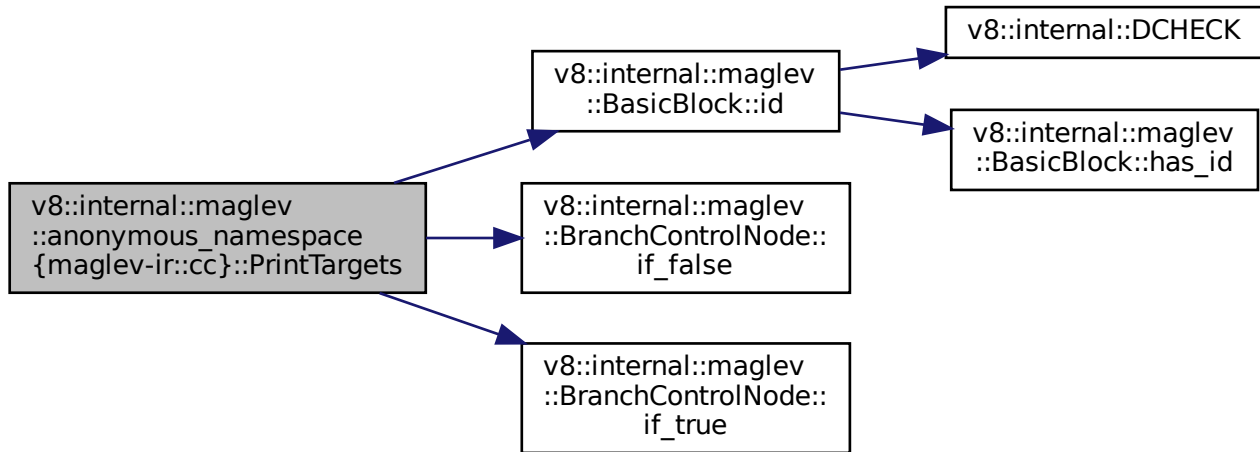 v8::internal::maglev
::anonymous_namespace
{maglev-ir::cc}::PrintTargets
v8::internal::maglev
::BasicBlock::id
v8::internal::DCHECK
v8::internal::maglev
::BasicBlock::has_id
v8::internal::maglev
::BranchControlNode::
if_false
v8::internal::maglev
::BranchControlNode::
if_true